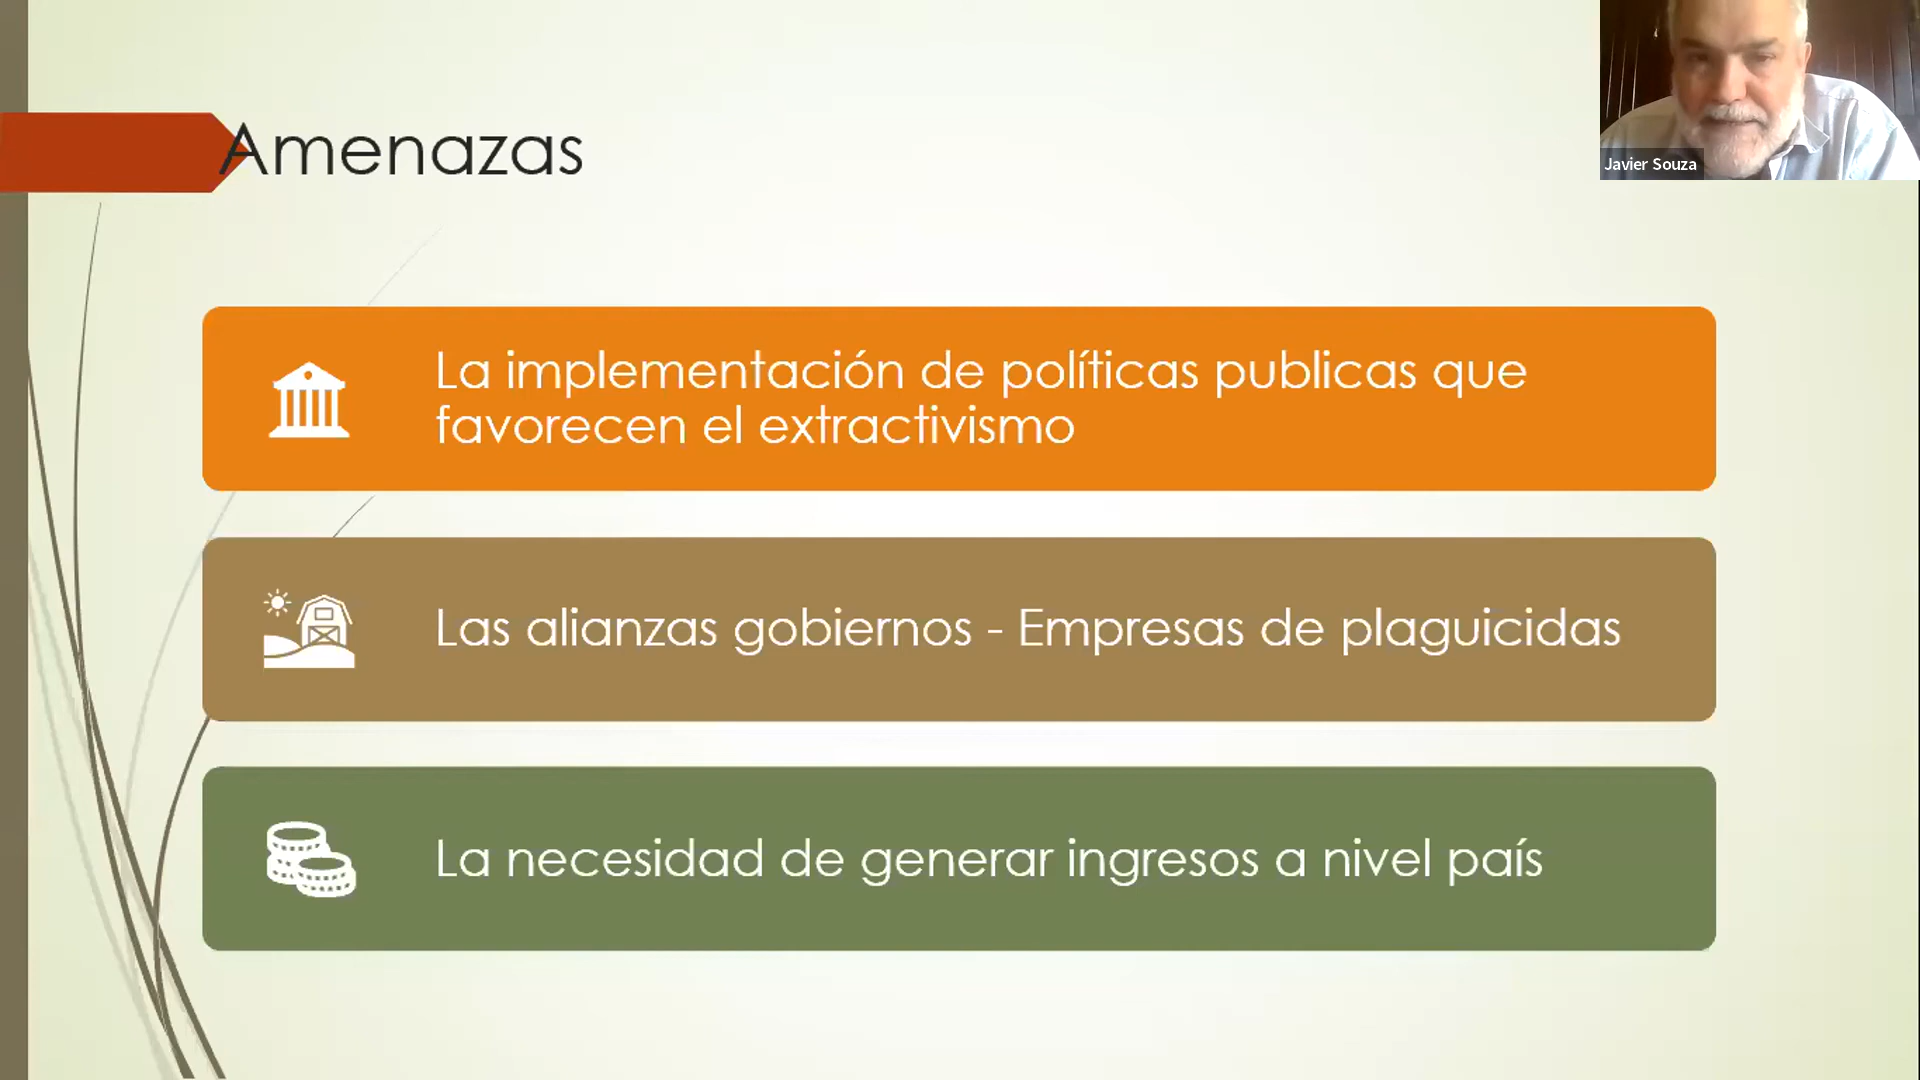 Amenazas
Javier Souza
La implementación de políticas publicas que
favorecen el extractivismo
Las alianzas gobiernos - Empresas de plaguicidas
La necesidad de generar ingresos a nivel país